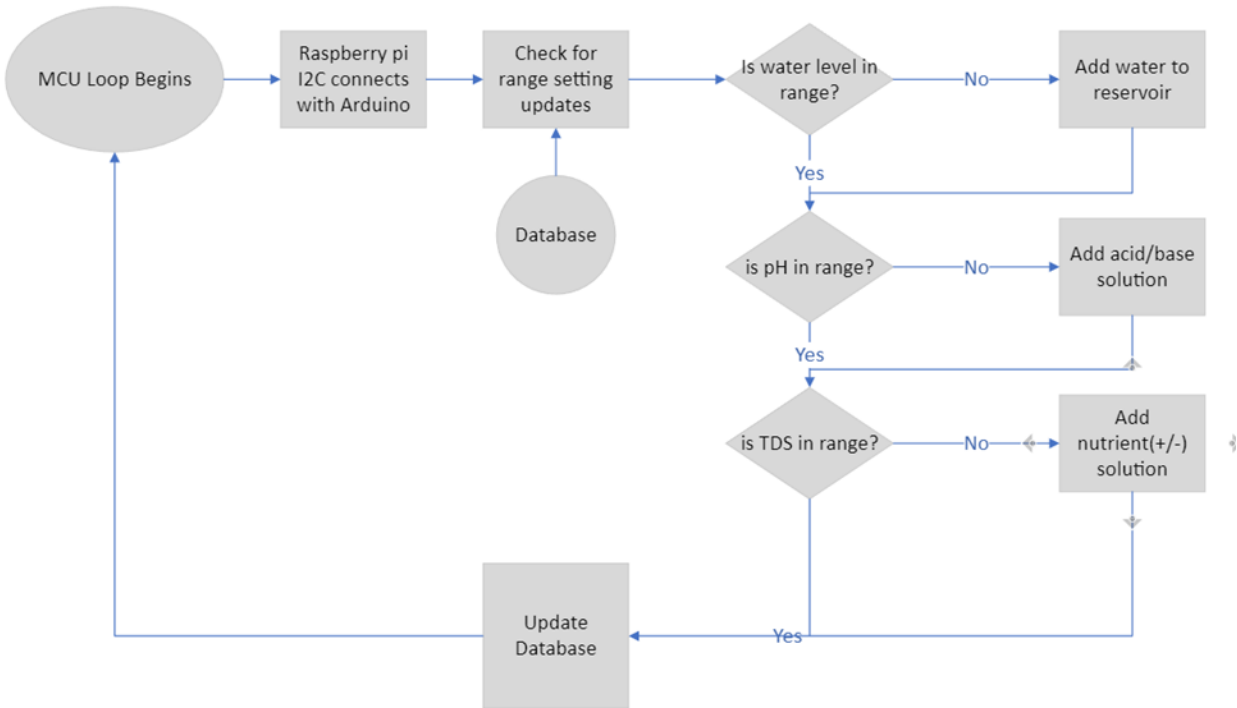 MCU Loop Begins
Raspberry pi
I2C connects
with Arduino
Check for
range setting
updates
Is water level in
range?
No
Add water to
reservoir
Yes
Database
is pH in range?
No
Add acid/base
solution
Yes
is TDS in range?
No
Add
nutrient(+/-)
solution
Update
Database
Yes